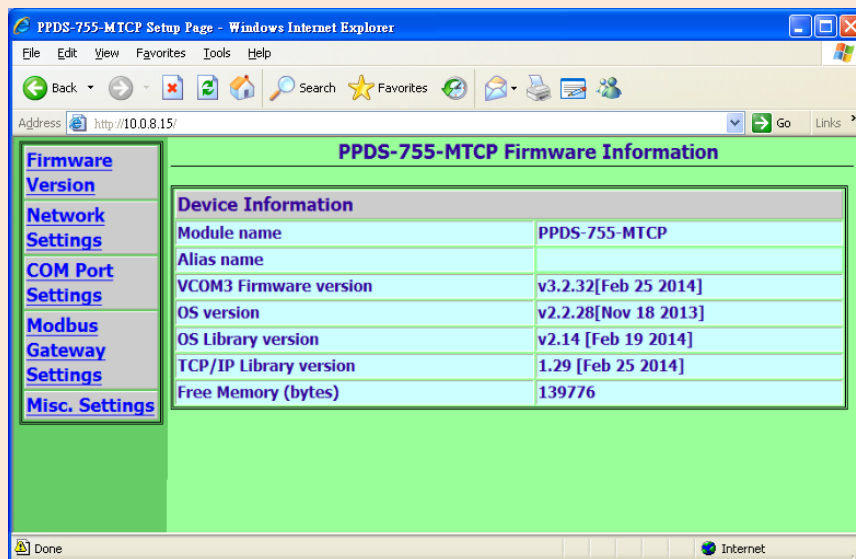 PPDS-755-MTCP Setup Page - Windows Internet Explorer
File Edit View Favorites Tools Help
Back Search Favorites
Address http://10.0.8.15/ Go Links
Firmware
Version
Network
Settings
COM Port
Settings
Modbus
Gateway
Settings
Misc. Settings
PPDS-755-MTCP Firmware Information
Device Information
Module name PPDS-755-MTCP
Alias name
VCOM3 Firmware version v3.2.32[Feb 25 2014]
OS version v2.2.28[Nov 18 2013]
OS Library version v2.14 [Feb 19 2014]
TCP/IP Library version 1.29 [Feb 25 2014]
Free Memory (bytes) 139776
Done Internet